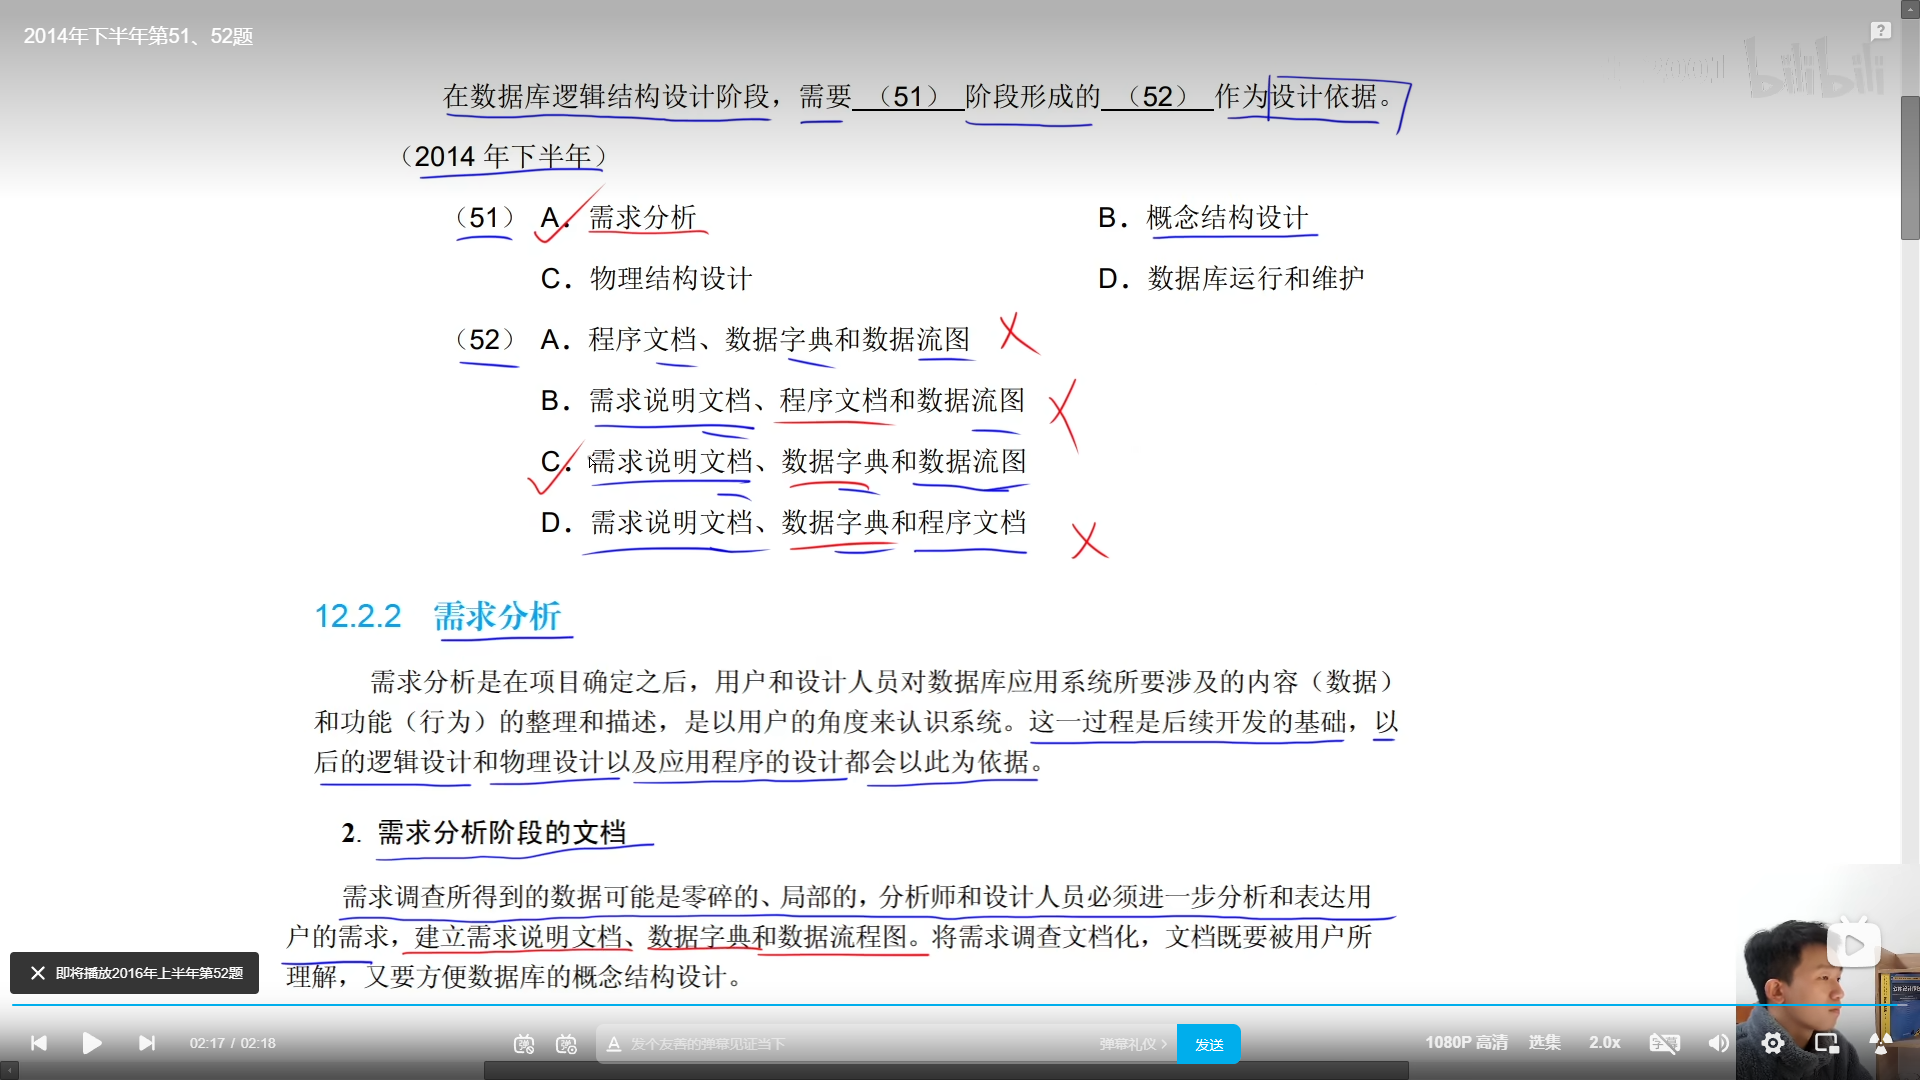 2014年下半年第51、52题
bilibili
在数据库逻辑结构设计阶段，需要 （51） 阶段形成的 （52） 作为设计依据。
（2014 年下半年）
（51） A．需求分析 B．概念结构设计
C．物理结构设计 D．数据库运行和维护
（52） A．程序文档、数据字典和数据流图
B．需求说明文档、程序文档和数据流图
C．需求说明文档、数据字典和数据流图
D．需求说明文档、数据字典和程序文档
12.2.2 需求分析
需求分析是在项目确定之后，用户和设计人员对数据库应用系统所要涉及的内容（数据）
和功能（行为）的整理和描述，是以用户的角度来认识系统。这一过程是后续开发的基础，以
后的逻辑设计和物理设计以及应用程序的设计都会以此为依据。
2. 需求分析阶段的文档
需求调查所得到的数据可能是零碎的、局部的，分析师和设计人员必须进一步分析和表达用
户的需求，建立需求说明文档、数据字典和数据流程图。将需求调查文档化，文档既要被用户所
理解，又要方便数据库的概念结构设计。
即将播放2016年上半年第52题
02:17 / 02:18
发个友善的弹幕见证当下
弹幕礼仪 >
发送
1080P 高清 选集 2.0x